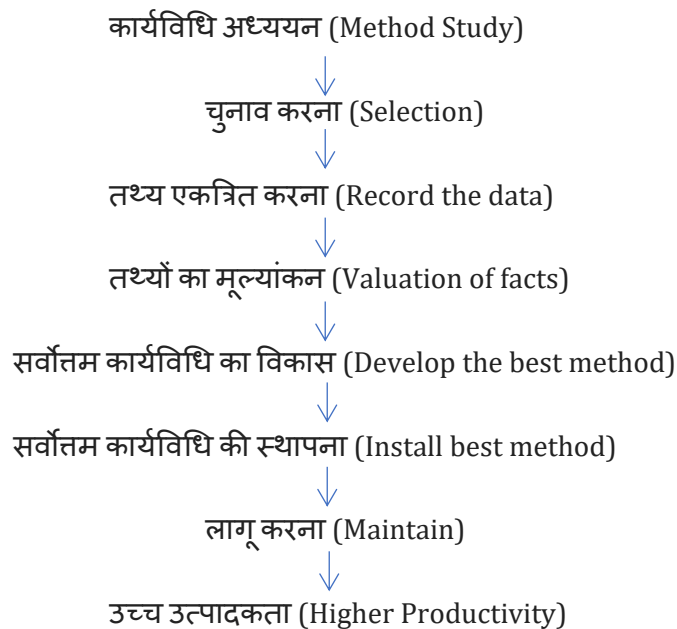 कार्यविधि अध्ययन (Method Study)
चुनाव करना (Selection)
तथ्य एकत्रित करना (Record the data)
तथ्यों का मूल्यांकन (Valuation of facts)
सर्वोत्तम कार्यविधि का विकास (Develop the best method)
सर्वोत्तम कार्यविधि की स्थापना (Install best method)
लागू करना (Maintain)
उच्च उत्पादकता (Higher Productivity)